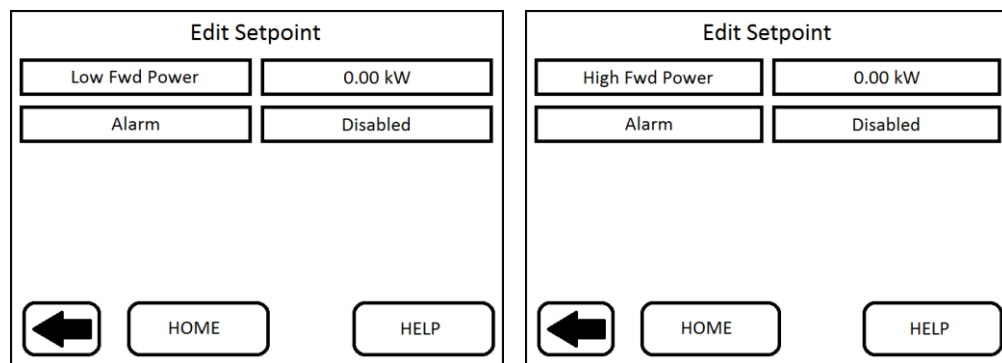 Edit Setpoint
Low Fwd Power 0.00 kW
Alarm Disabled
HOME HELP
Edit Setpoint
High Fwd Power 0.00 kW
Alarm Disabled
HOME HELP